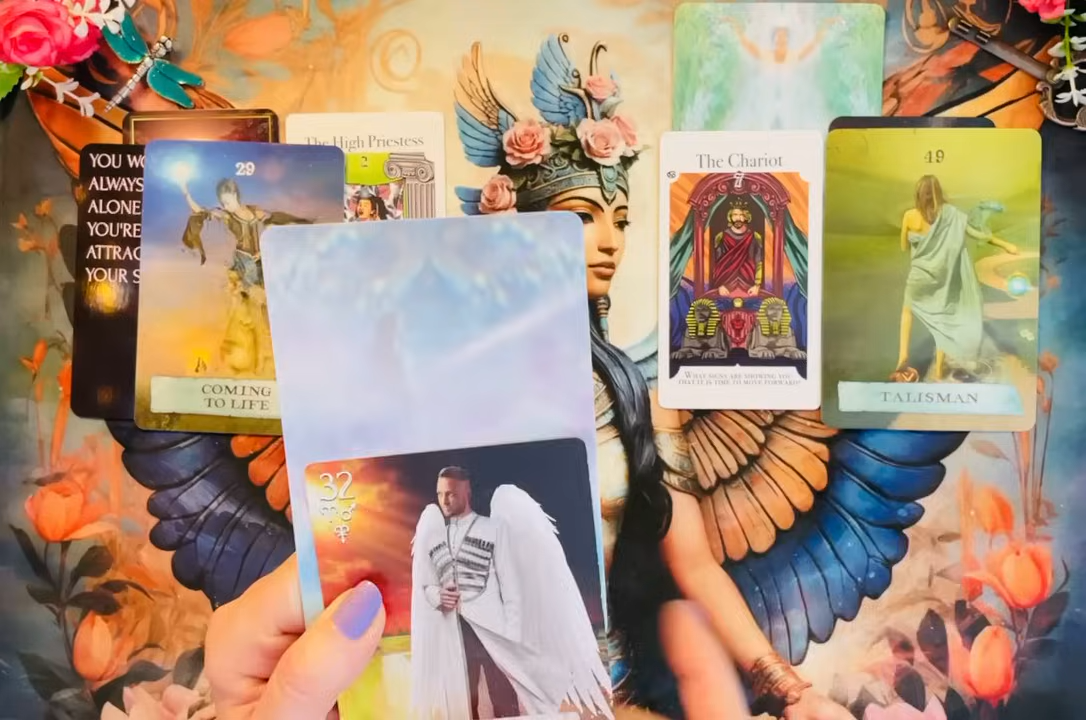 YOU WO
ALWAYS
ALONE
YOU'RE
ATTRAC
YOUR S
29
COMING
TO LIFE
The High Priestess
2
The Chariot
WHAT SIGNS ARE SHOWING YOU
THAT IT IS TIME TO MOVE FORWARD?
49
TALISMAN
32